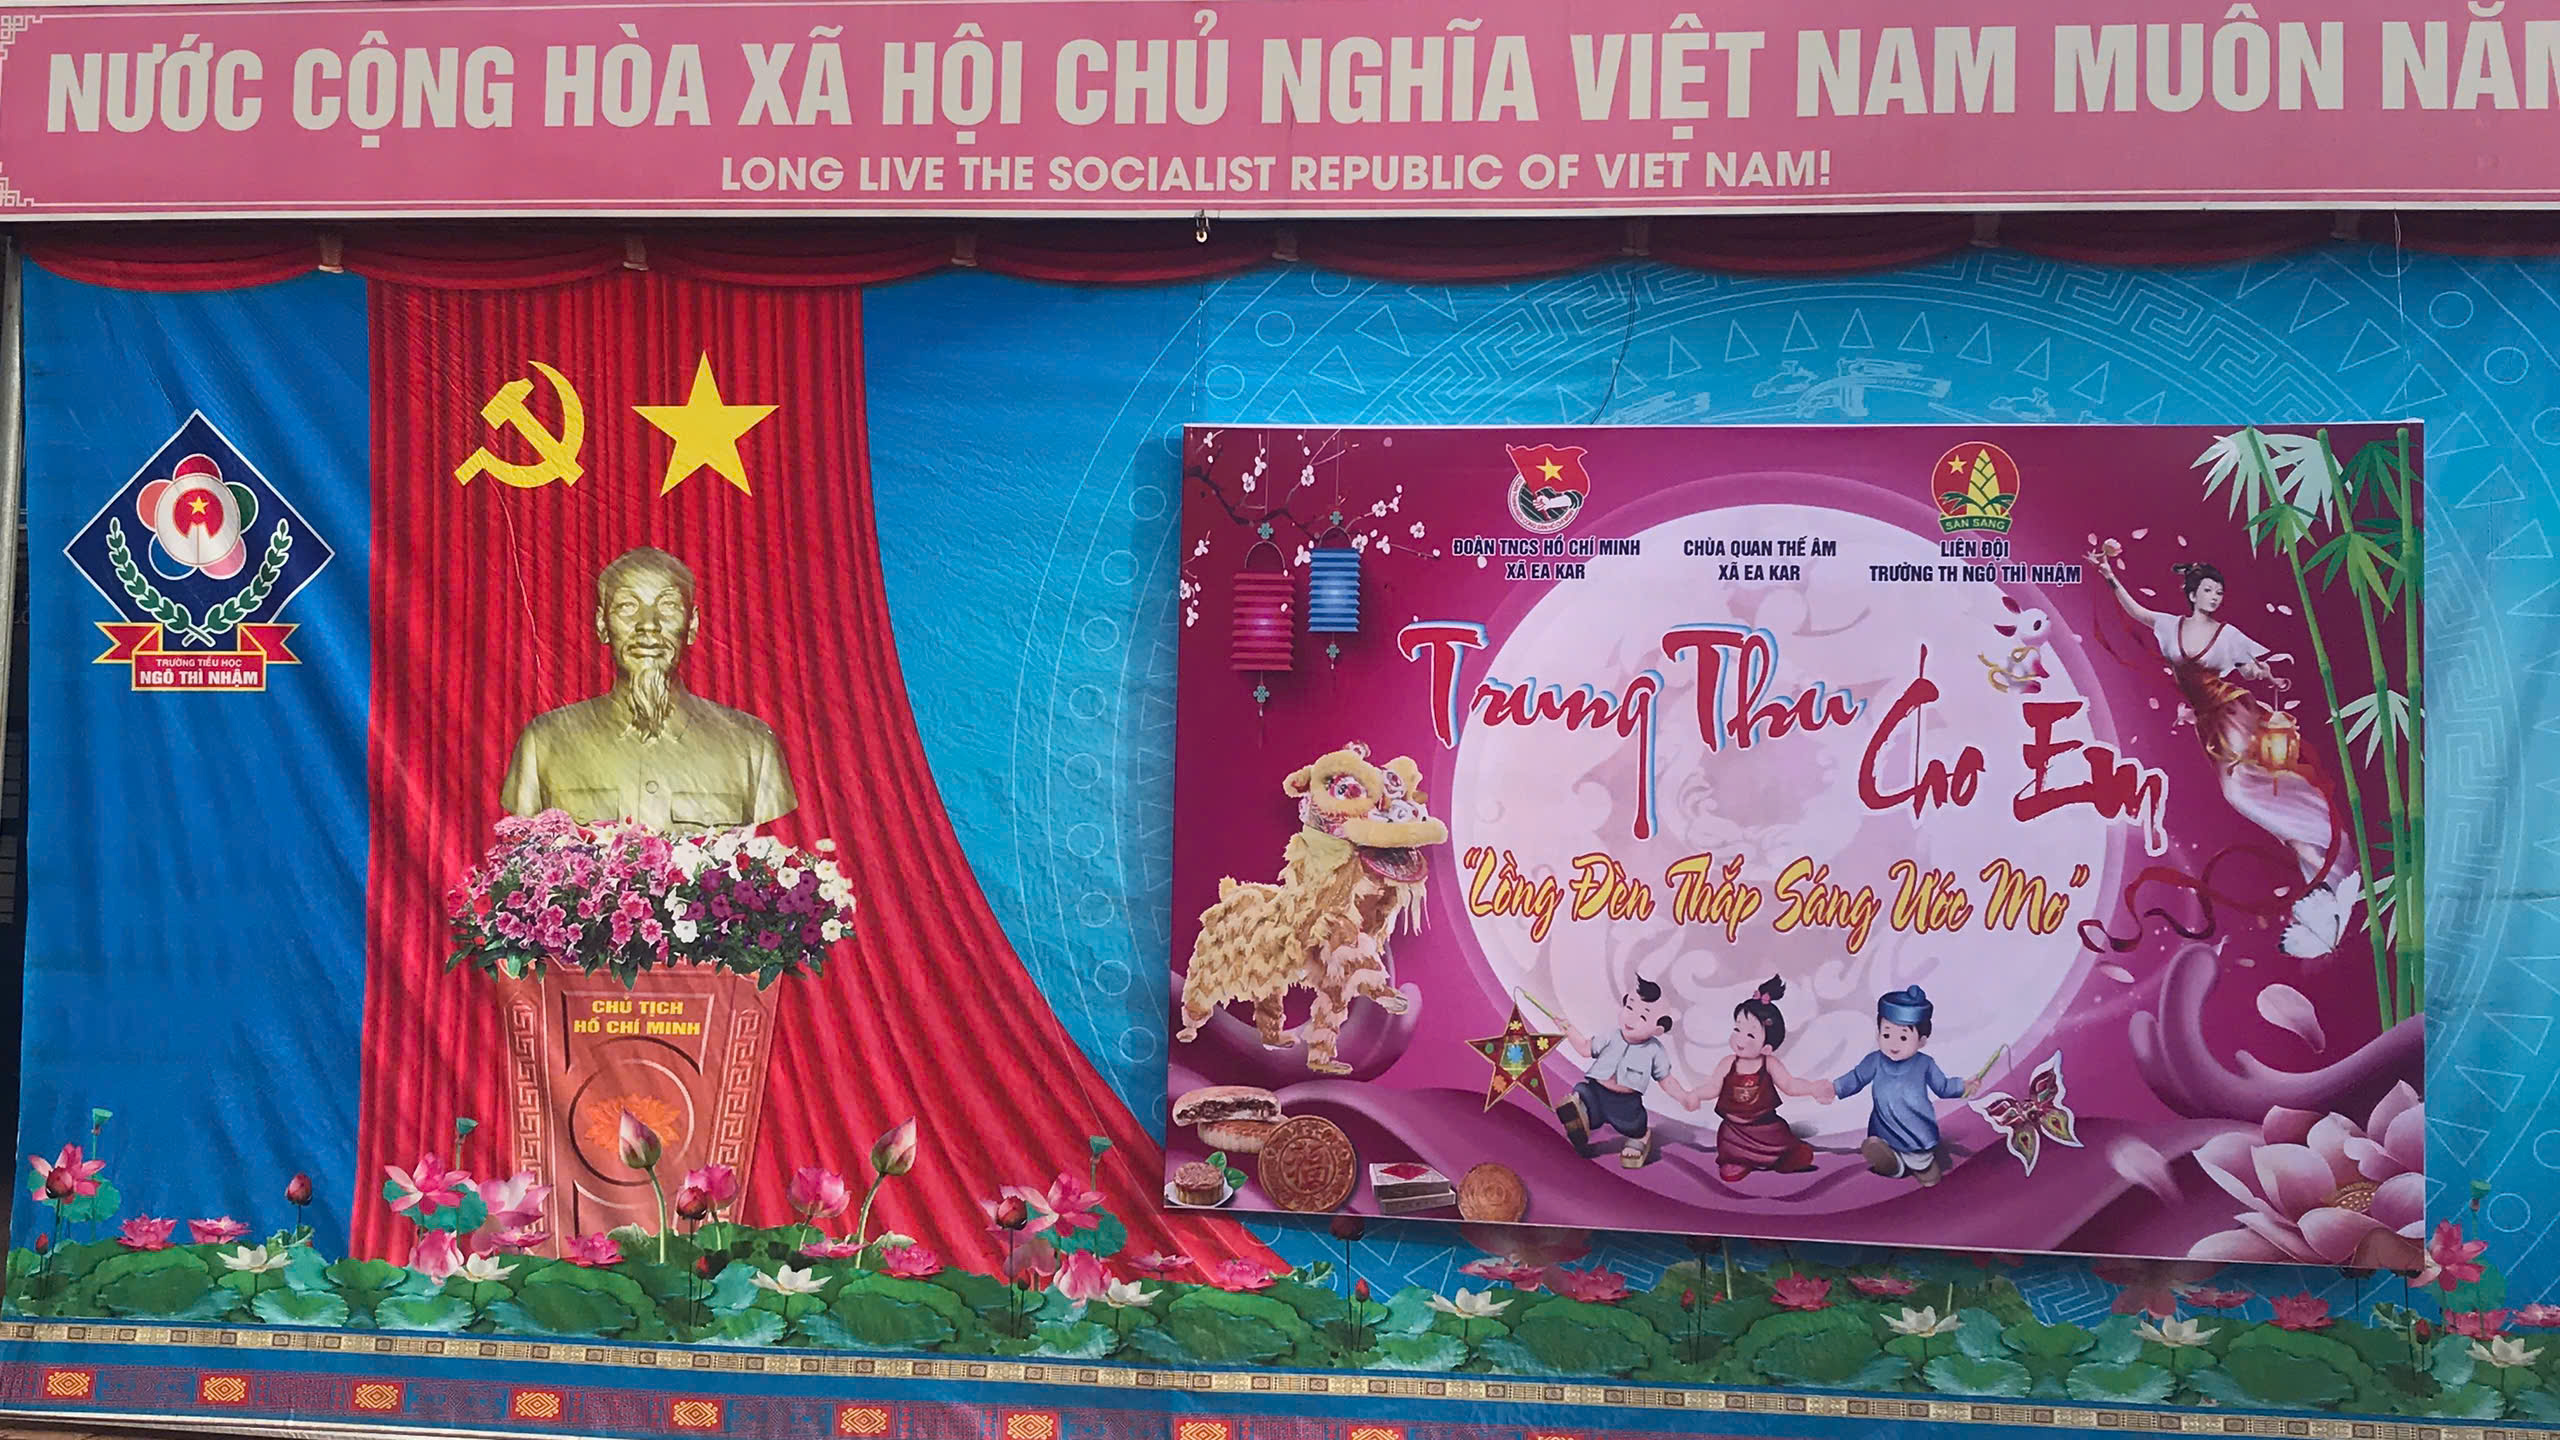 NƯỚC CỘNG HÒA XÃ HỘI CHỦ NGHĨA VIỆT NAM MUÔN NĂM
LONG LIVE THE SOCIALIST REPUBLIC OF VIET NAM!
TRƯỜNG TIỂU HỌC
NGÔ THÌ NHẬM
CHỦ TỊCH
HỒ CHÍ MINH
ĐOÀN TNCS HỒ CHÍ MINH
XÃ EA KAR
CHÙA QUAN THẾ ÂM
XÃ EA KAR
SẴN SÀNG
LIÊN ĐỘI
TRƯỜNG TH NGÔ THÌ NHẬM
Trung Thu
Cho Em
"Lồng Đèn Thắp Sáng Ước Mơ"